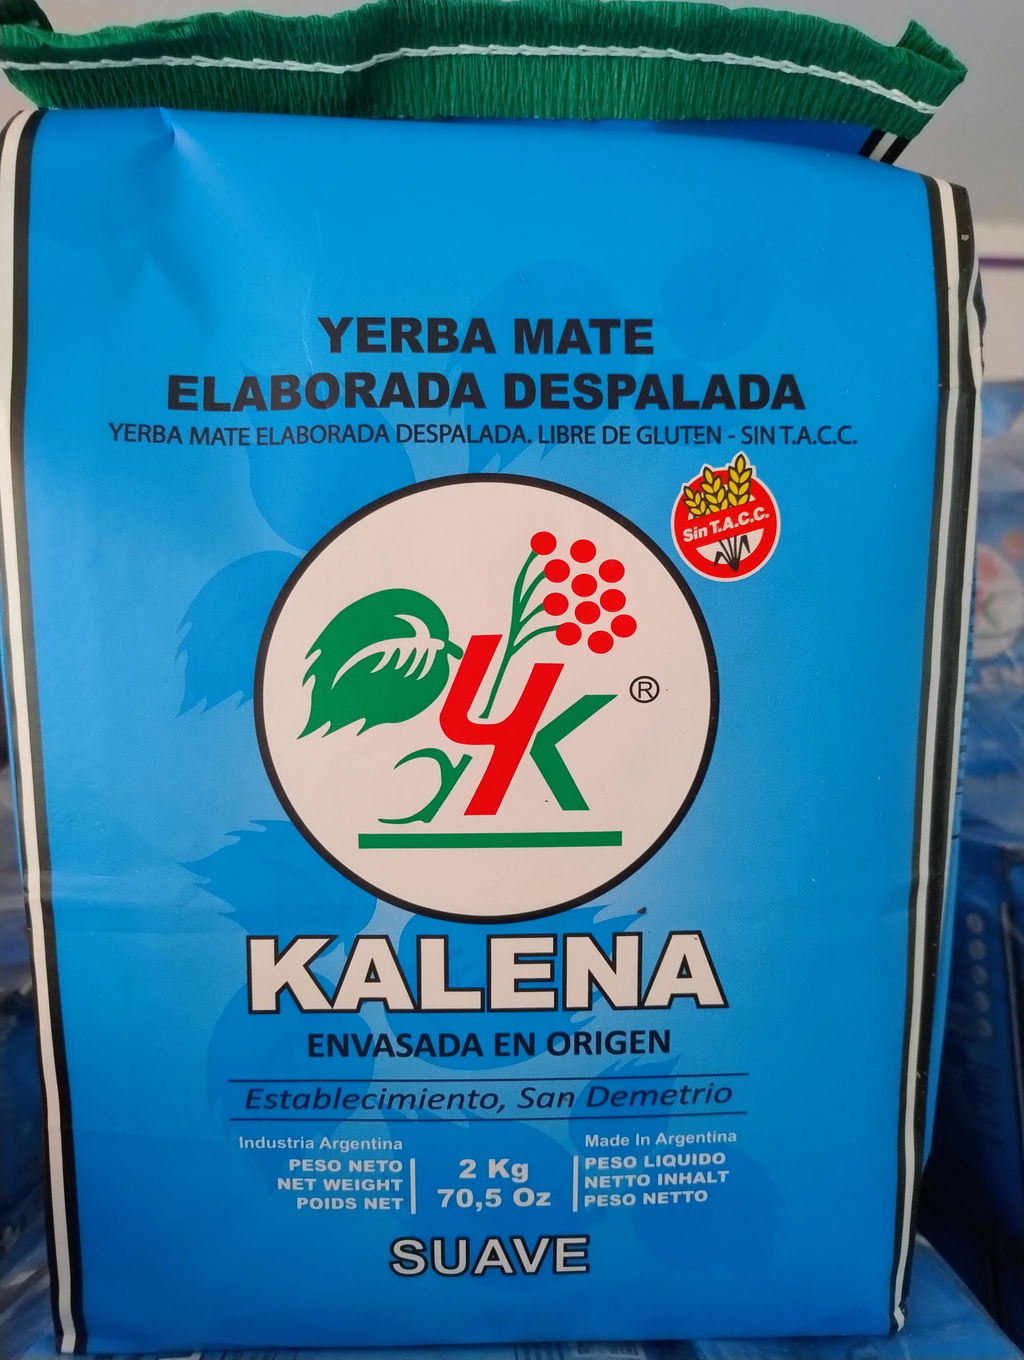 YERBA MATE
ELABORADA DESPALADA
YERBA MATE ELABORADA DESPALADA. LIBRE DE GLUTEN - SIN T.A.C.C.
Sin T.A.C.C.
YK
®
KALENA
ENVASADA EN ORIGEN
Establecimiento, San Demetrio
Industria Argentina
PESO NETO
NET WEIGHT
POIDS NET
2 Kg
70,5 Oz
Made In Argentina
PESO LIQUIDO
NETTO INHALT
PESO NETTO
SUAVE